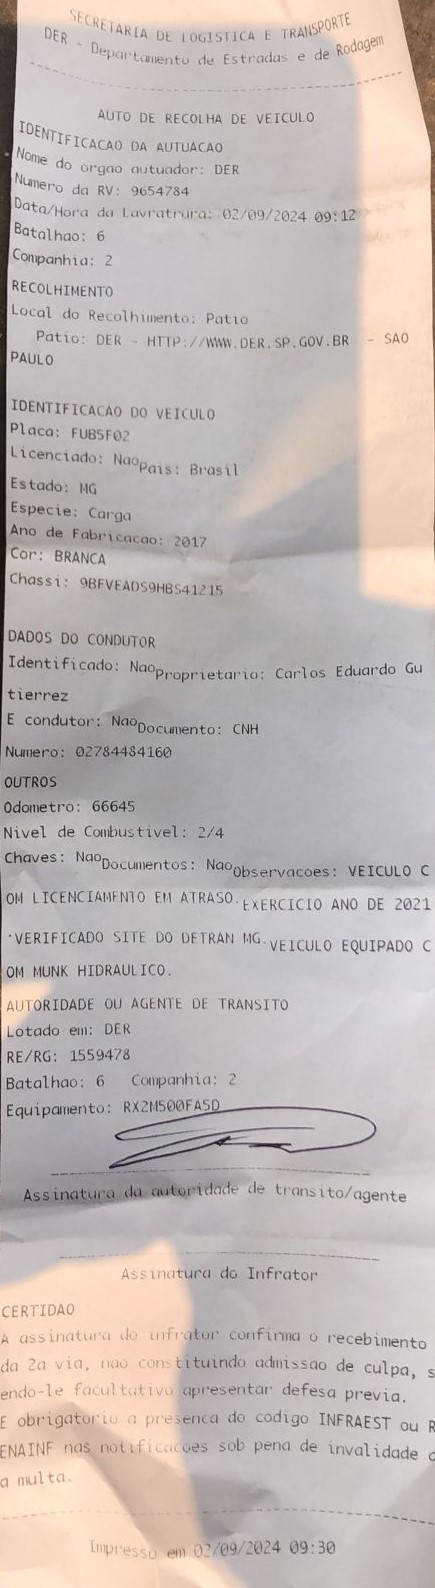 SECRETARIA DE LOGISTICA E TRANSPORTE
DER - Departamento de Estradas e de Rodagem
AUTO DE RECOLHA DE VEICULO
IDENTIFICACAO DA AUTUACAO
Nome do orgao autuador: DER
Numero da RV: 9654784
Data/Hora da Lavratrura: 02/09/2024 09:12
Batalhao: 6
Companhia: 2
RECOLHIMENTO
Local do Recolhimento: Patio
Patio: DER - HTTP://WWW.DER.SP.GOV.BR - SAO
PAULO
IDENTIFICACAO DO VEICULO
Placa: FUB5F02
Licenciado: Nao Pais: Brasil
Estado: MG
Especie: Carga
Ano de Fabricacao: 2017
Cor: BRANCA
Chassi: 9BFVEADS9HBS41215
DADOS DO CONDUTOR
Identificado: Nao Proprietario: Carlos Eduardo Gu
tierrez
E condutor: Nao Documento: CNH
Numero: 02784484160
OUTROS
Odometro: 66645
Nivel de Combustivel: 2/4
Chaves: Nao Documentos: Nao Observacoes: VEICULO C
OM LICENCIAMENTO EM ATRASO. EXERCICIO ANO DE 2021
*VERIFICADO SITE DO DETRAN MG. VEICULO EQUIPADO C
OM MUNK HIDRAULICO.
AUTORIDADE OU AGENTE DE TRANSITO
Lotado em: DER
RE/RG: 1559478
Batalhao: 6 Companhia: 2
Equipamento: RX2M500FA5D
Assinatura da autoridade de transito/agente
Assinatura do Infrator
CERTIDAO
A assinatura do infrator confirma o recebimento
da 2a via, nao constituindo admissao de culpa, s
endo-le facultativo apresentar defesa previa.
E obrigatorio a presenca do codigo INFRAEST ou R
ENAINF nas notificacoes sob pena de invalidade d
a multa.
Impresso em 02/09/2024 09:30